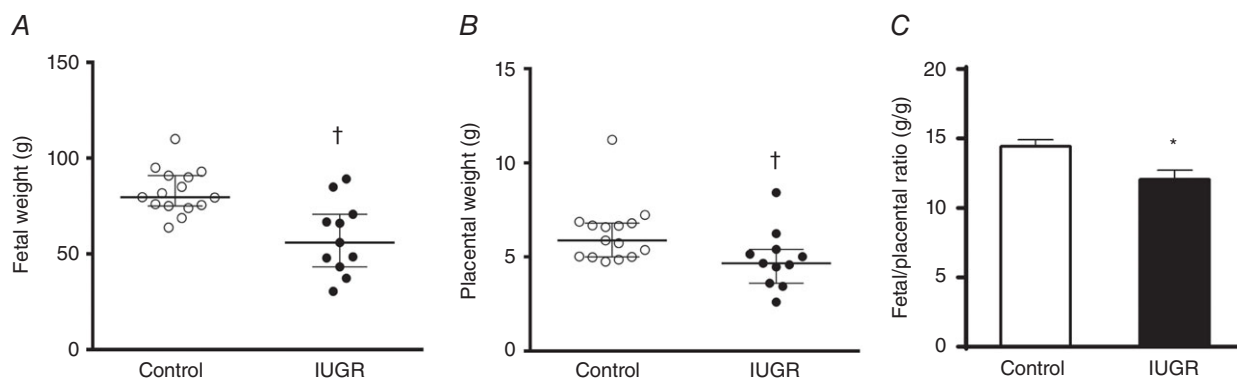 A
Fetal weight (g)
150
100
50
0
†
Control
IUGR
B
Placental weight (g)
15
10
5
0
†
Control
IUGR
C
Fetal/placental ratio (g/g)
20
15
10
5
0
*
Control
IUGR